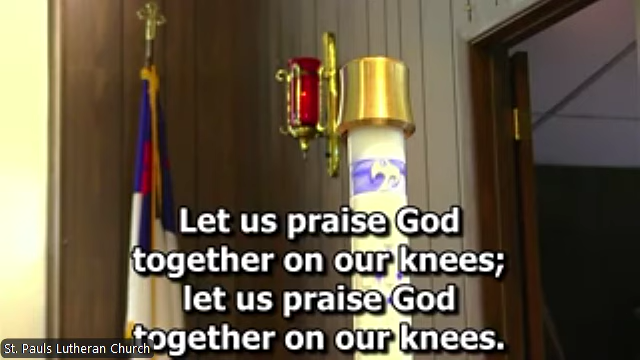 Let us praise God
together on our knees;
let us praise God
together on our knees.
St. Pauls Lutheran Church